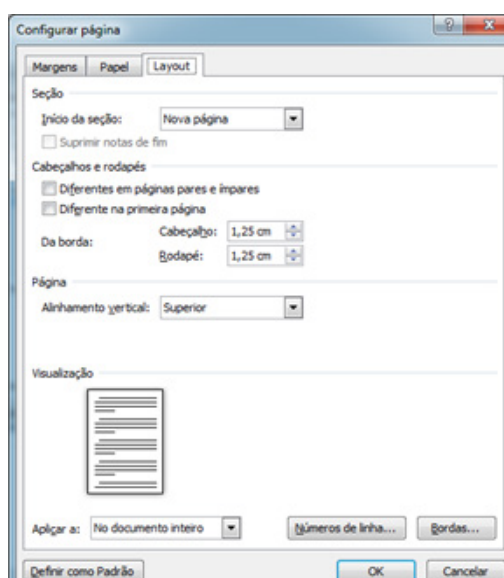 Configurar página
Margens Papel Layout
Seção
Início da seção: Nova página
Suprimir notas de fim
Cabeçalhos e rodapés
Diferentes em páginas pares e ímpares
Diferente na primeira página
Da borda:
Cabeçalho: 1,25 cm
Rodapé: 1,25 cm
Página
Alinhamento vertical: Superior
Visualização
Aplicar a: No documento inteiro Números de linha... Bordas...
Definir como Padrão OK Cancelar